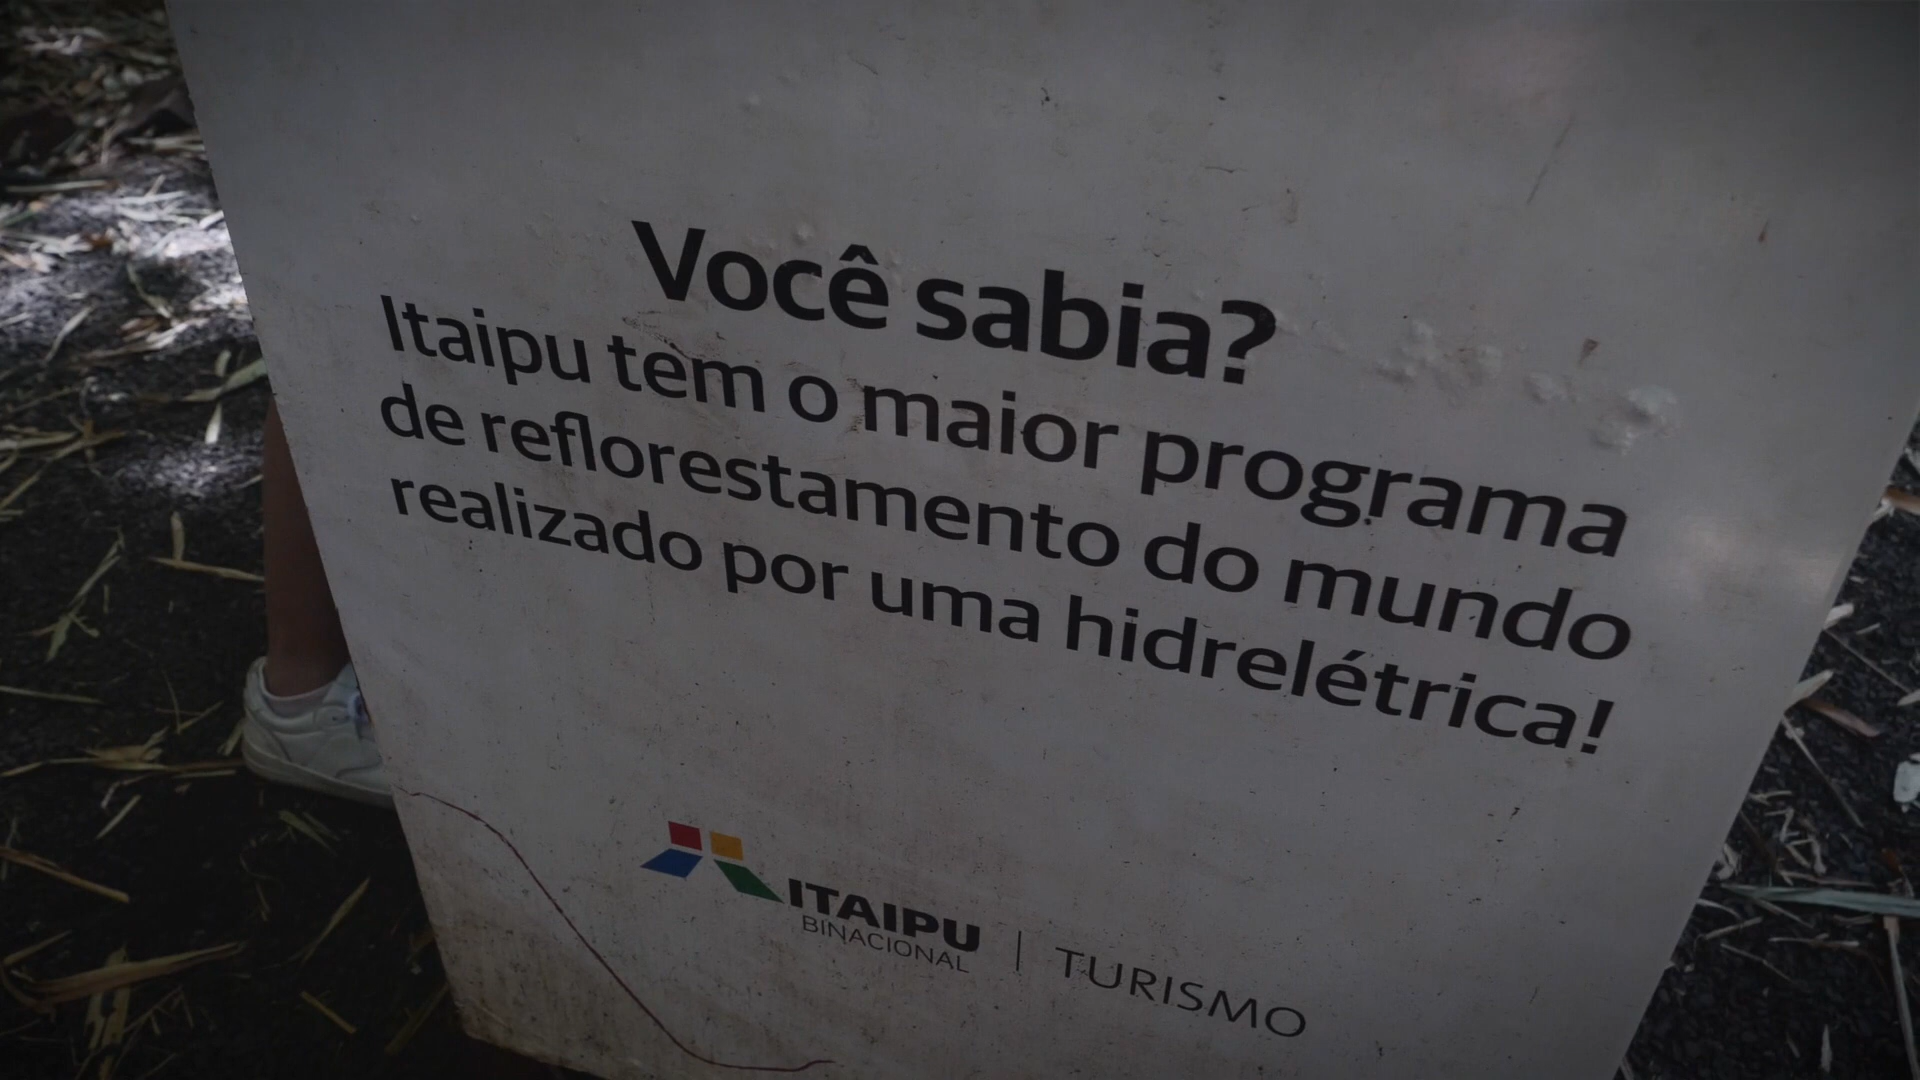 Você sabia?
Itaipu tem o maior programa
de reflorestamento do mundo
realizado por uma hidrelétrica!
ITAIPU
BINACIONAL
TURISMO